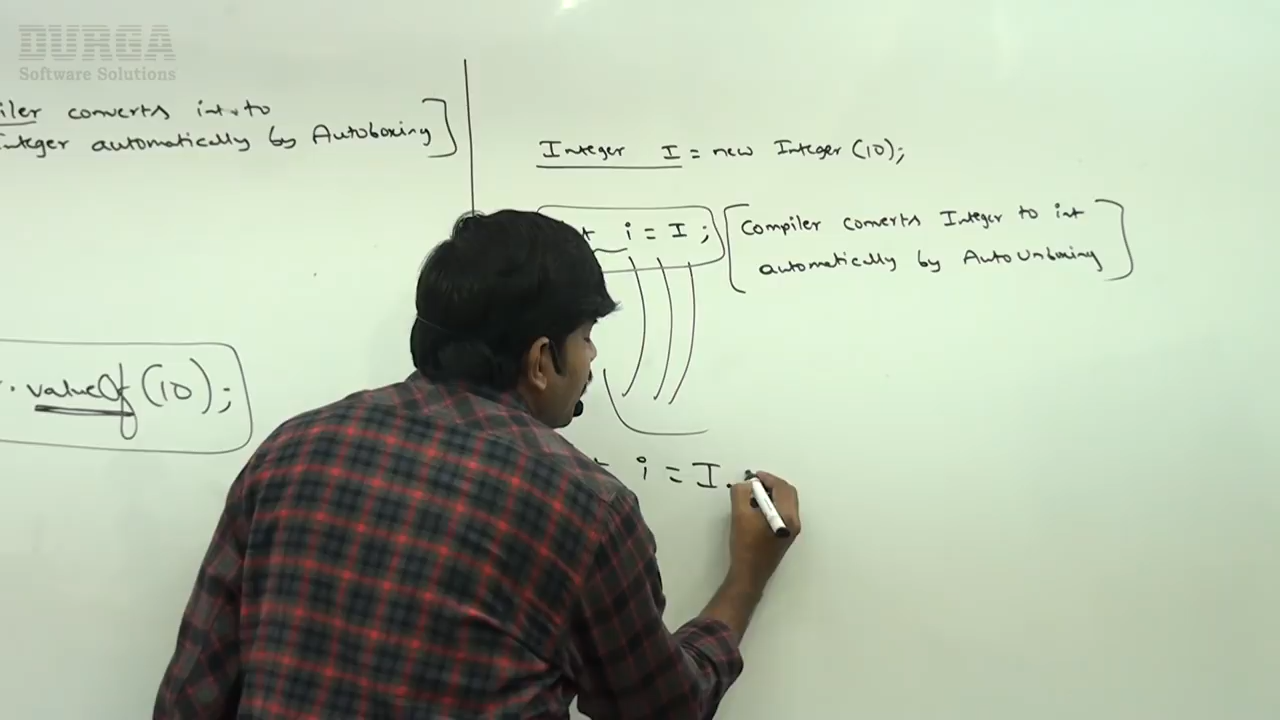 DURGA
Software Solutions
iler converts int to
Integer automatically by Autoboxing
. valueOf (10);
Integer I = new Integer (10);
t i = I ;
Compiler converts Integer to int
automatically by AutoUnboxing
t i = I.